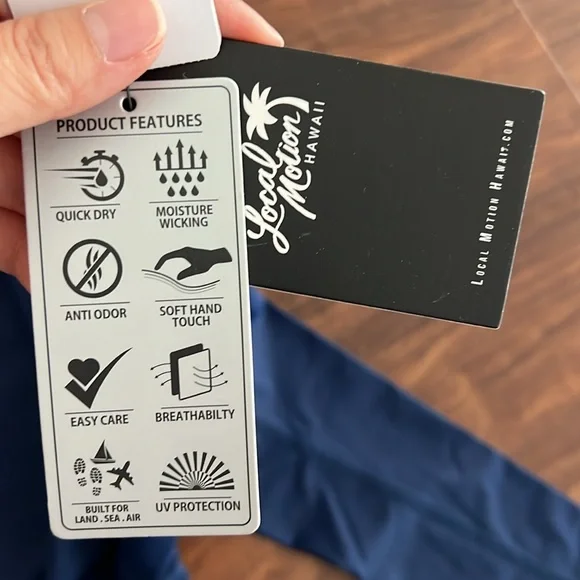 PRODUCT FEATURES
QUICK DRY
MOISTURE
WICKING
ANTI ODOR
SOFT HAND
TOUCH
EASY CARE
BREATHABILTY
BUILT FOR
LAND . SEA . AIR
UV PROTECTION
Local
Motion
HAWAII
LOCAL MOTION HAWAII.COM